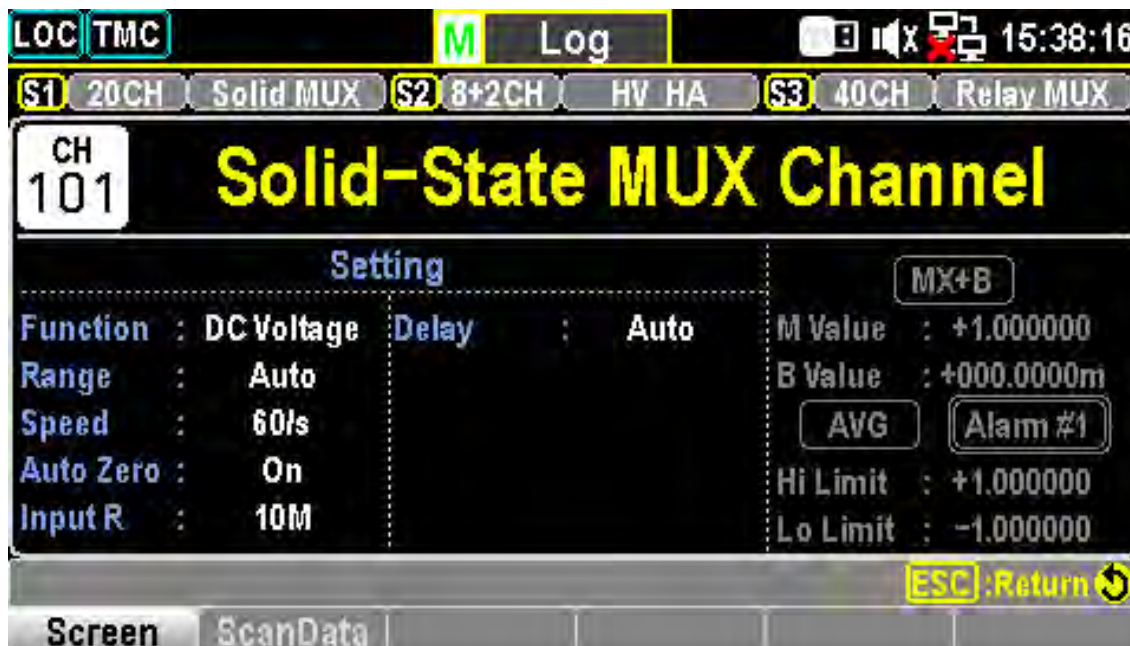 LOC TMC M Log 15:38:16
S1 20CH Solid MUX S2 8+2CH HV HA S3 40CH Relay MUX
CH
101
Solid-State MUX Channel
Setting
Function : DC Voltage
Range : Auto
Speed : 60/s
Auto Zero : On
Input R : 10M
Delay : Auto
MX+B
M Value : +1.000000
B Value : +000.0000m
AVG Alarm #1
Hi Limit : +1.000000
Lo Limit : -1.000000
ESC :Return
Screen ScanData